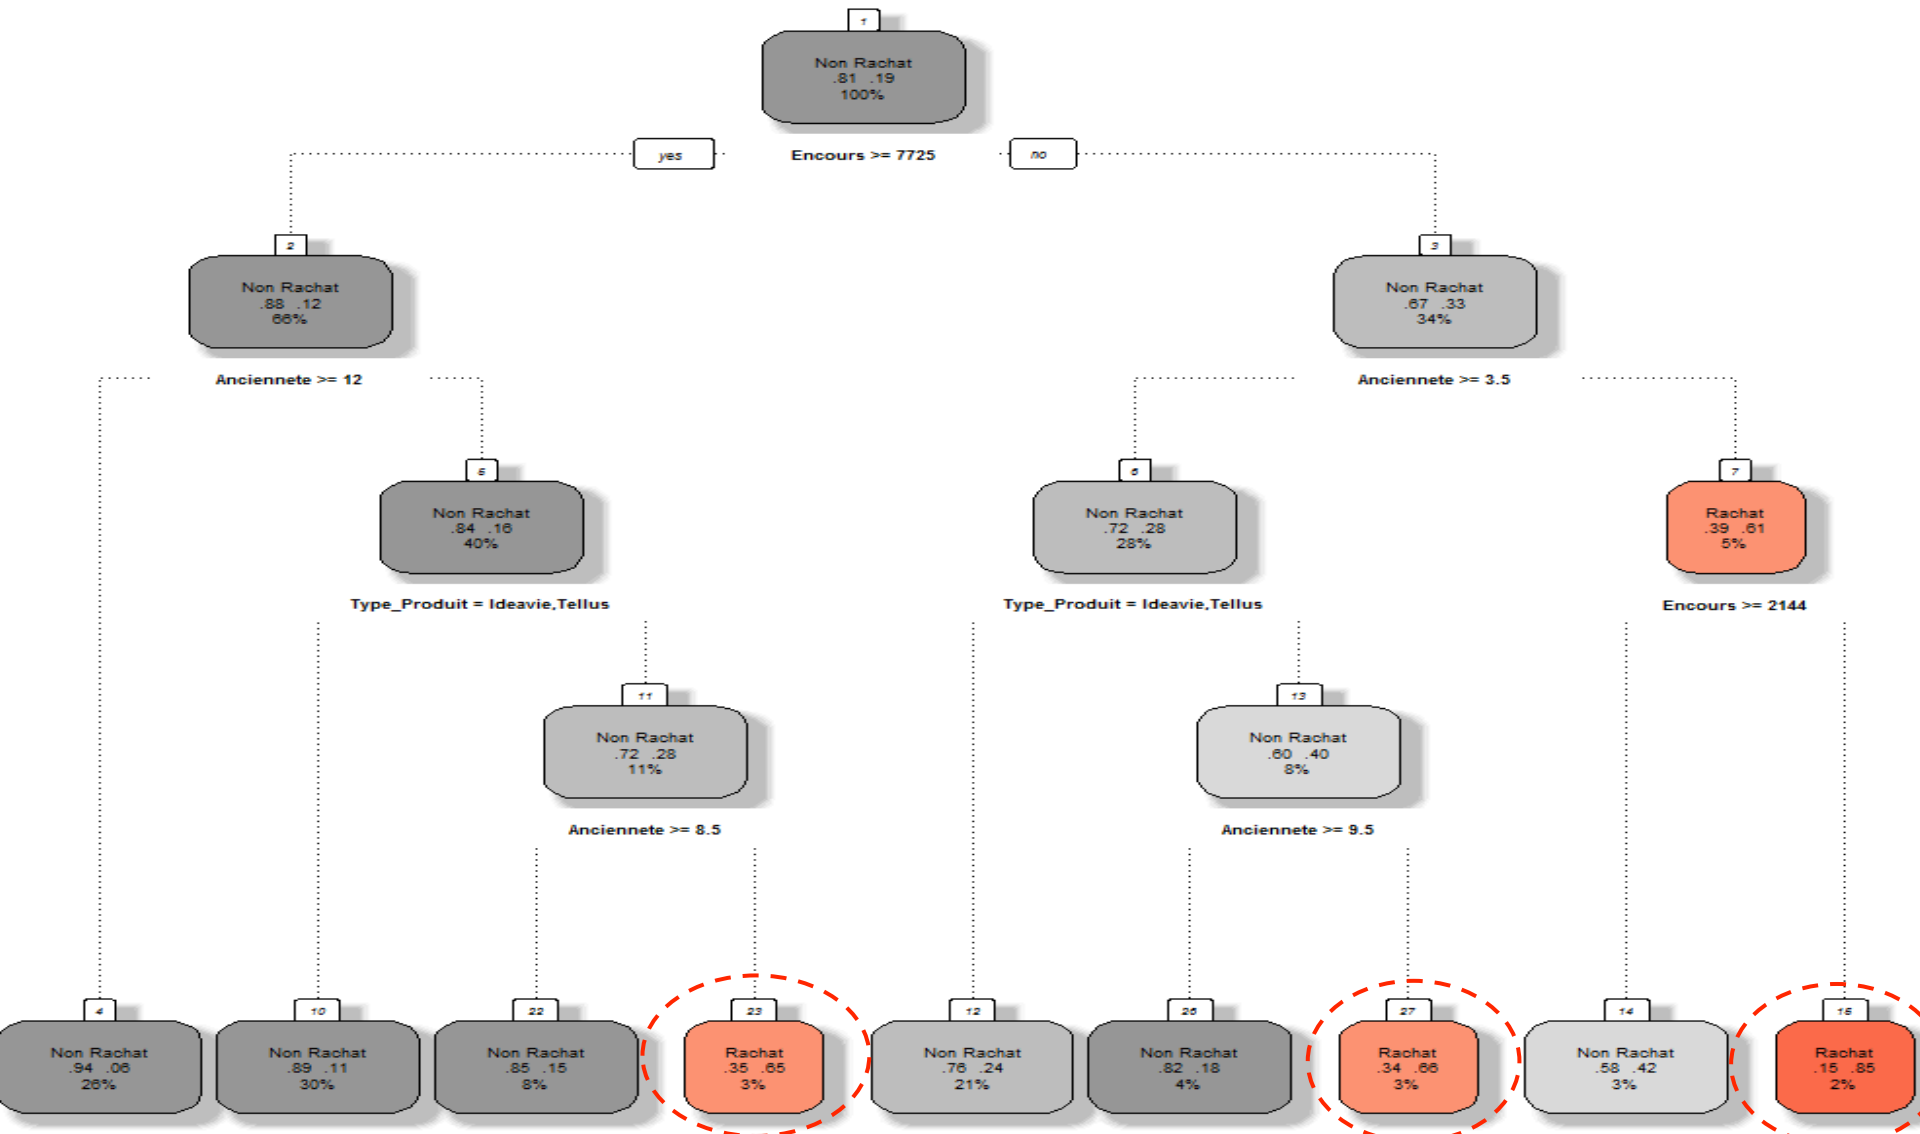 1
Non Rachat
.81 .19
100%
yes
Encours >= 7725
no
2
Non Rachat
.88 .12
66%
3
Non Rachat
.67 .33
34%
Anciennete >= 12
Anciennete >= 3.5
5
Non Rachat
.84 .16
40%
6
Non Rachat
.72 .28
28%
7
Rachat
.39 .61
5%
Type_Produit = Ideavie,Tellus
Type_Produit = Ideavie,Tellus
Encours >= 2144
11
Non Rachat
.72 .28
11%
13
Non Rachat
.60 .40
8%
Anciennete >= 8.5
Anciennete >= 9.5
4
Non Rachat
.94 .06
26%
10
Non Rachat
.89 .11
30%
22
Non Rachat
.85 .15
8%
23
Rachat
.35 .65
3%
12
Non Rachat
.76 .24
21%
26
Non Rachat
.82 .18
4%
27
Rachat
.34 .66
3%
14
Non Rachat
.58 .42
3%
15
Rachat
.15 .85
2%